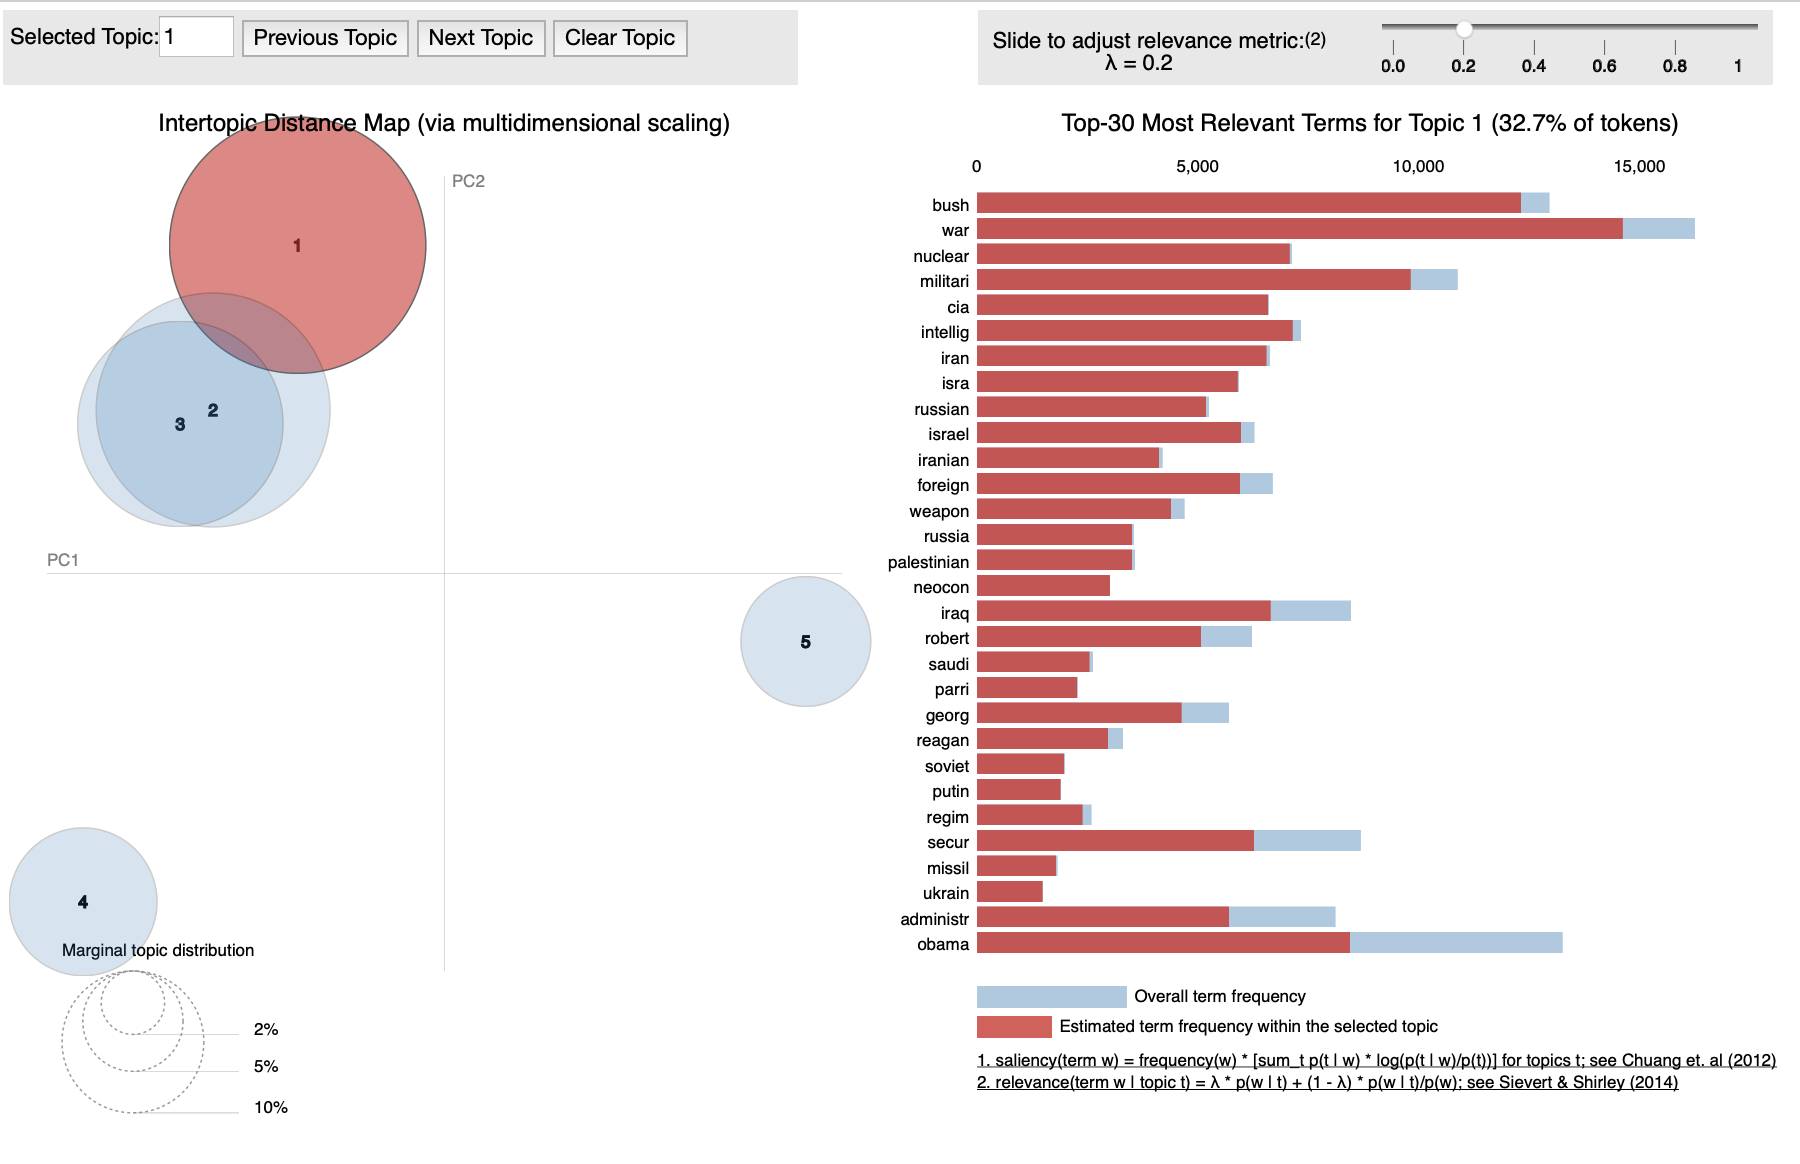 Selected Topic: 1 Previous Topic Next Topic Clear Topic
Slide to adjust relevance metric:(2)
λ = 0.2
0.0 0.2 0.4 0.6 0.8 1
Intertopic Distance Map (via multidimensional scaling)
PC2
PC1
1
2
3
5
4
Marginal topic distribution
2%
5%
10%
Top-30 Most Relevant Terms for Topic 1 (32.7% of tokens)
0 5,000 10,000 15,000
bush
war
nuclear
militari
cia
intellig
iran
isra
russian
israel
iranian
foreign
weapon
russia
palestinian
neocon
iraq
robert
saudi
parri
georg
reagan
soviet
putin
regim
secur
missil
ukrain
administr
obama
Overall term frequency
Estimated term frequency within the selected topic
1. saliency(term w) = frequency(w) * [sum_t p(t | w) * log(p(t | w)/p(t))] for topics t; see Chuang et. al (2012)
2. relevance(term w | topic t) = λ * p(w | t) + (1 - λ) * p(w | t)/p(w); see Sievert & Shirley (2014)